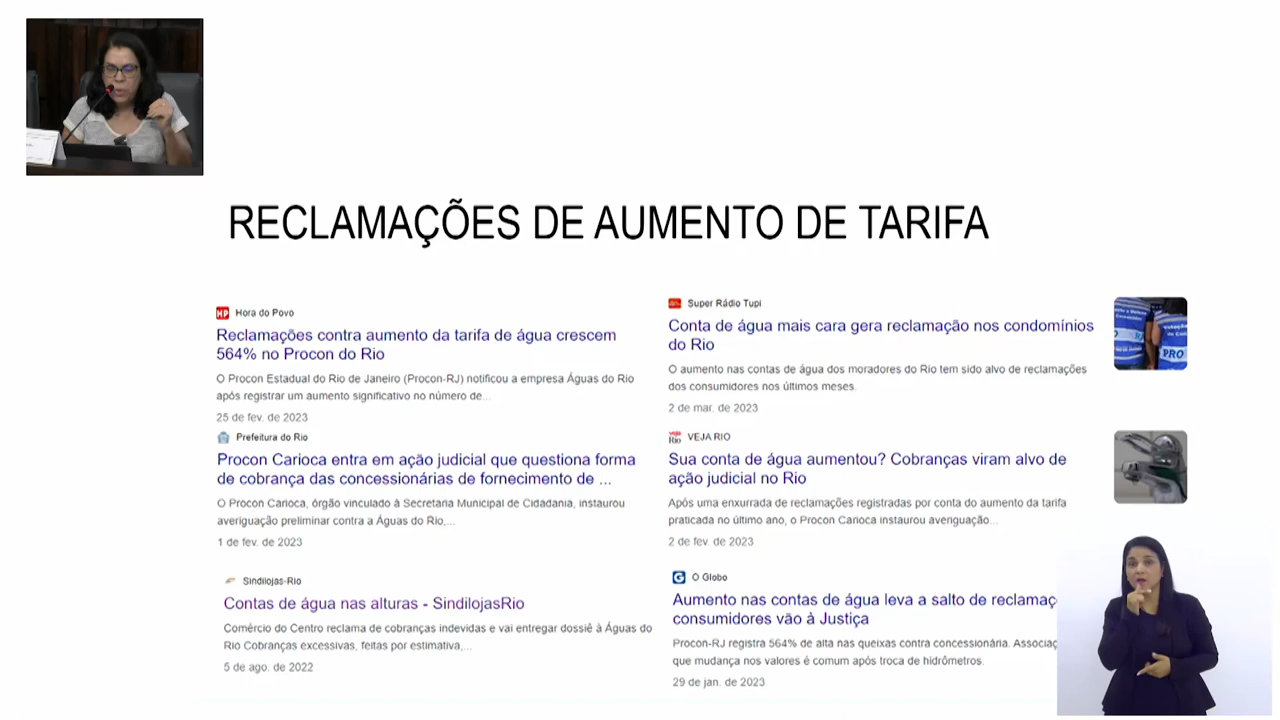 RECLAMAÇÕES DE AUMENTO DE TARIFA
HP Hora do Povo
Reclamações contra aumento da tarifa de água crescem
564% no Procon do Rio
O Procon Estadual do Rio de Janeiro (Procon-RJ) notificou a empresa Águas do Rio
após registrar um aumento significativo no número de...
25 de fev. de 2023
Prefeitura do Rio
Procon Carioca entra em ação judicial que questiona forma
de cobrança das concessionárias de fornecimento de ...
O Procon Carioca, órgão vinculado à Secretaria Municipal de Cidadania, instaurou
averiguação preliminar contra a Águas do Rio,...
1 de fev. de 2023
Sindilojas-Rio
Contas de água nas alturas - SindilojasRio
Comércio do Centro reclama de cobranças indevidas e vai entregar dossiê à Águas do
Rio Cobranças excessivas, feitas por estimativa,...
5 de ago. de 2022
Super Rádio Tupi
Conta de água mais cara gera reclamação nos condomínios
do Rio
O aumento nas contas de água dos moradores do Rio tem sido alvo de reclamações
dos consumidores nos últimos meses.
2 de mar. de 2023
PRO
VEJA RIO
Sua conta de água aumentou? Cobranças viram alvo de
ação judicial no Rio
Após uma enxurrada de reclamações registradas por conta do aumento da tarifa
praticada no último ano, o Procon Carioca instaurou averiguação...
2 de fev. de 2023
G O Globo
Aumento nas contas de água leva a salto de reclamaç
consumidores vão à Justiça
Procon-RJ registra 564% de alta nas queixas contra concessionária. Associaç
que mudança nos valores é comum após troca de hidrômetros.
29 de jan. de 2023